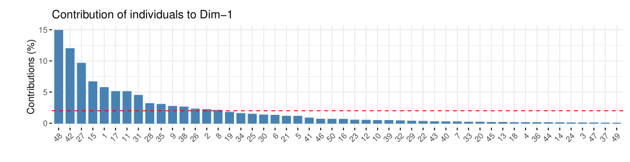 Contribution of individuals to Dim−1
Contributions (%)
15
10
5
0
48 42 27 15 1 17 11 31 28 35 9 38 26 2 8 19 34 25 30 6 21 5 41 46 50 16 23 12 10 39 32 29 22 43 40 7 33 20 45 13 18 4 36 44 14 24 3 47 37 49